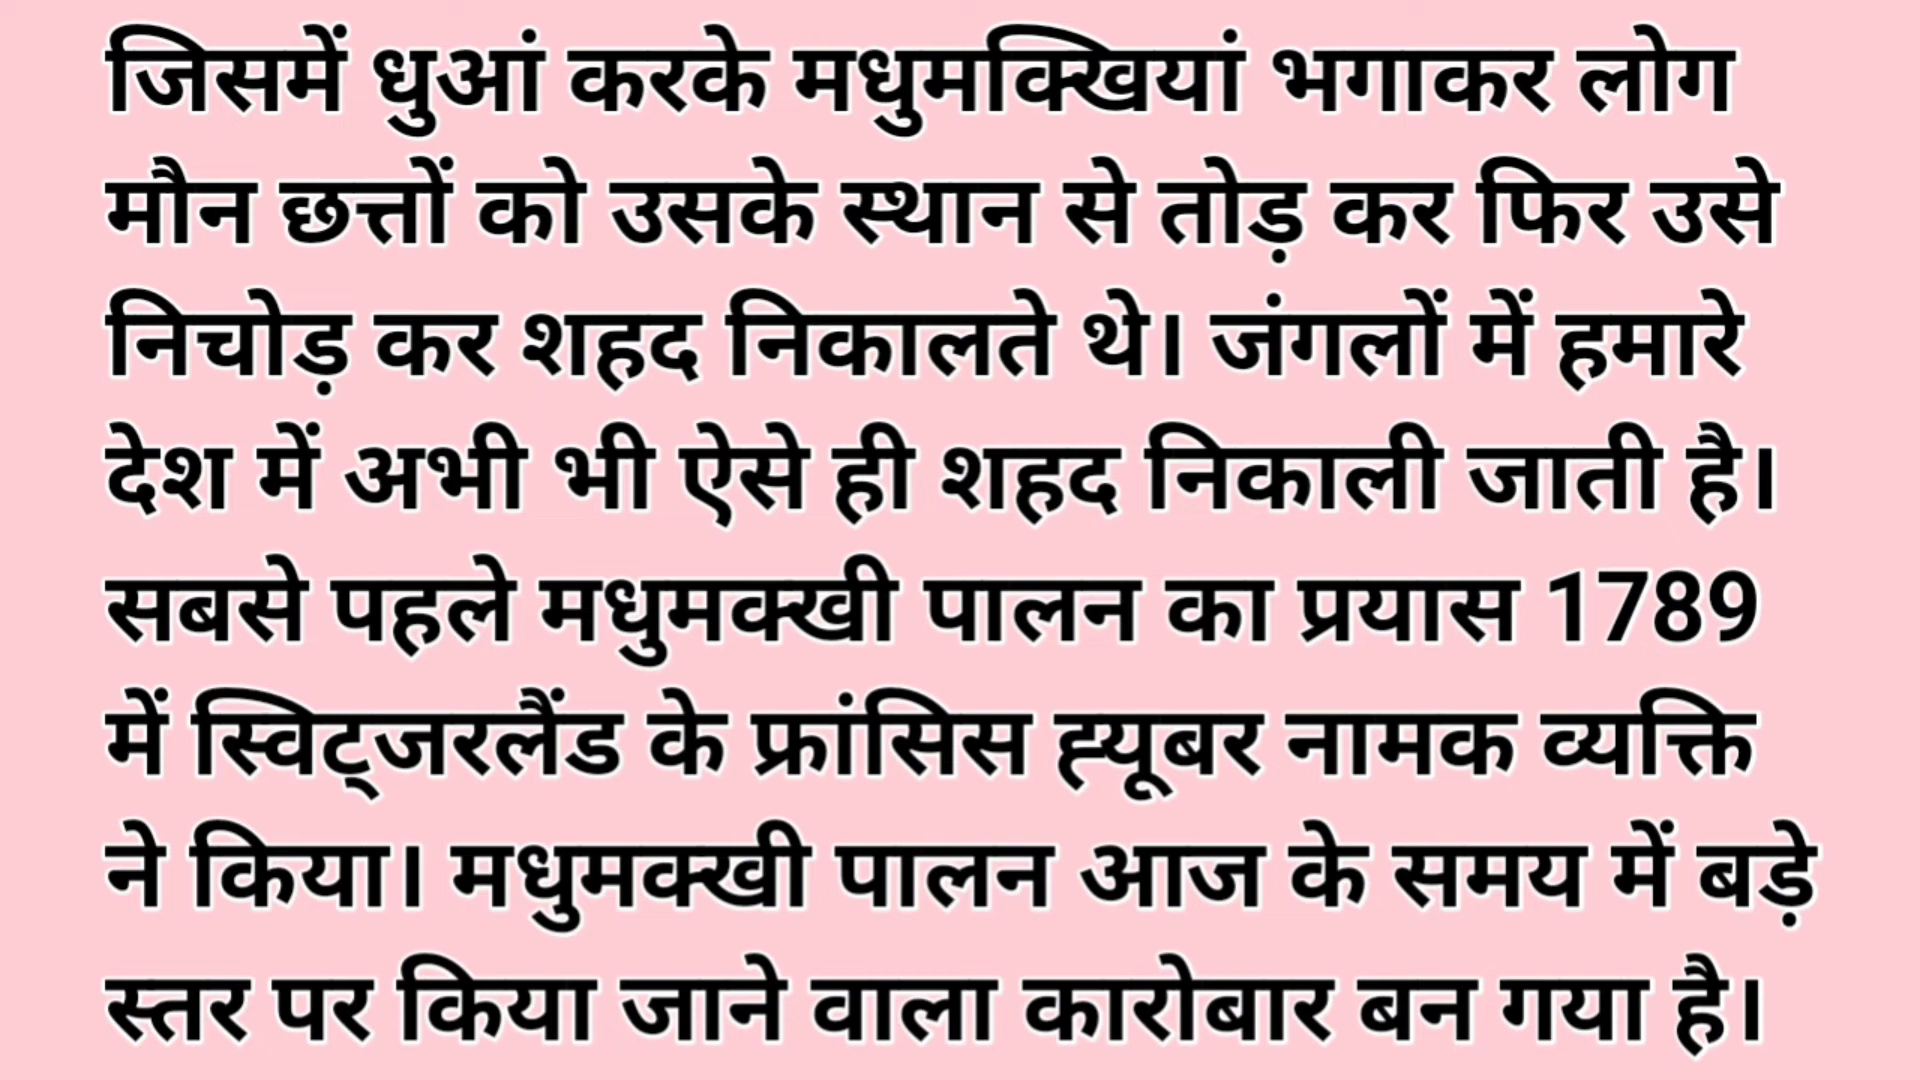 जिसमें धुआं करके मधुमक्खियां भगाकर लोग
मौन छत्तों को उसके स्थान से तोड़ कर फिर उसे
निचोड़ कर शहद निकालते थे। जंगलों में हमारे
देश में अभी भी ऐसे ही शहद निकाली जाती है।
सबसे पहले मधुमक्खी पालन का प्रयास 1789
में स्विट्जरलैंड के फ्रांसिस ह्यूबर नामक व्यक्ति
ने किया। मधुमक्खी पालन आज के समय में बड़े
स्तर पर किया जाने वाला कारोबार बन गया है।